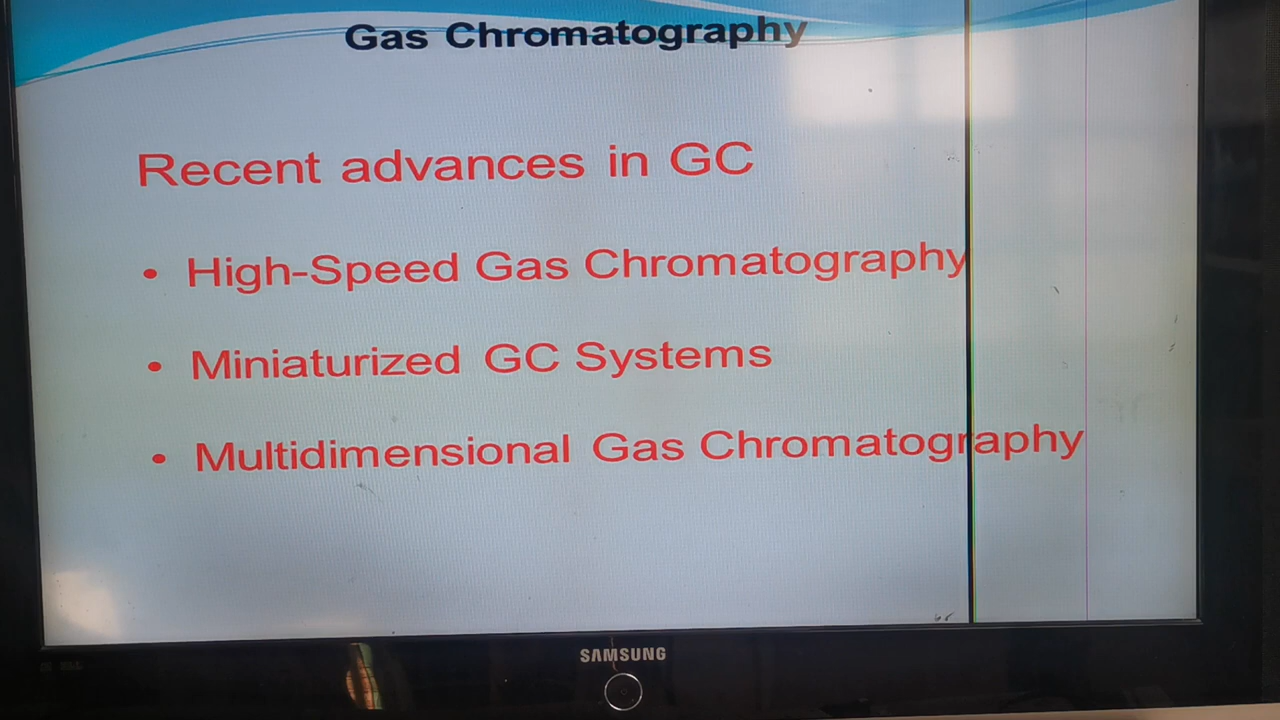 Gas Chromatography
Recent advances in GC
• High-Speed Gas Chromatography
• Miniaturized GC Systems
• Multidimensional Gas Chromatography
SAMSUNG